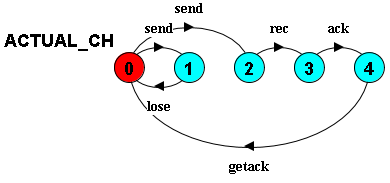 send
send
rec
ack
ACTUAL_CH
0
1
2
3
4
lose
getack